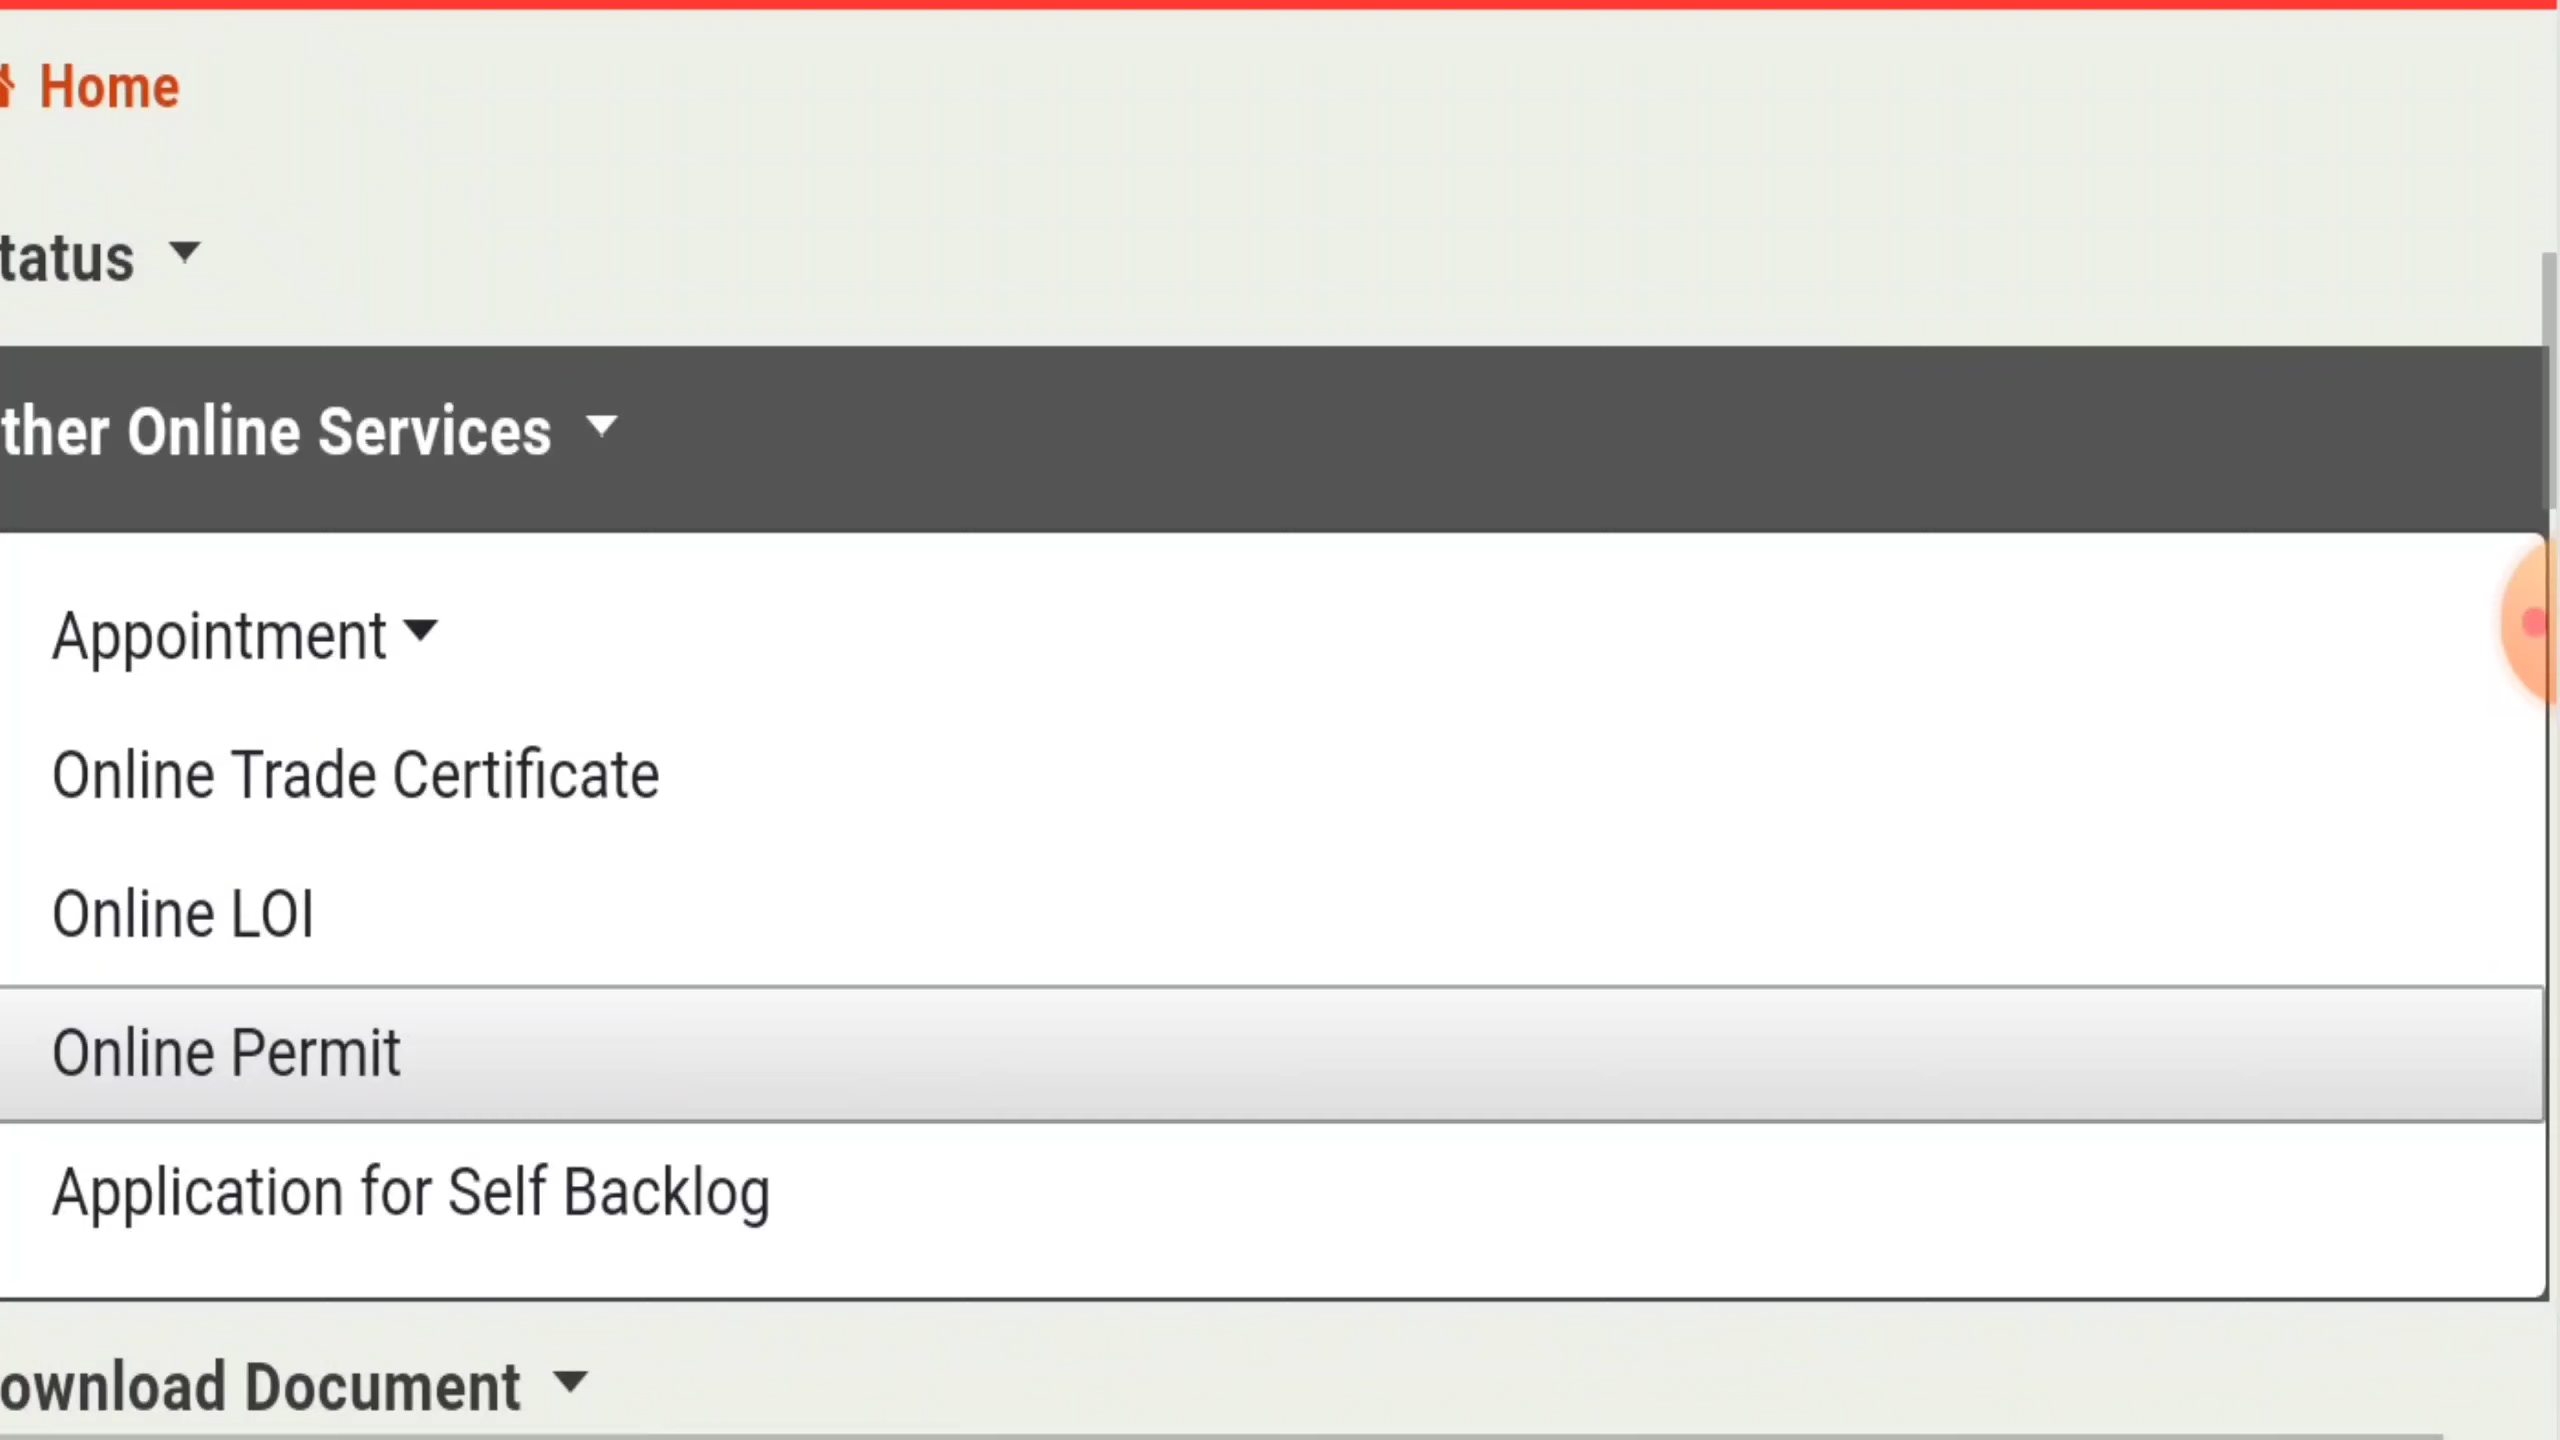 Home
tatus
ther Online Services
Appointment
Online Trade Certificate
Online LOI
Online Permit
Application for Self Backlog
ownload Document